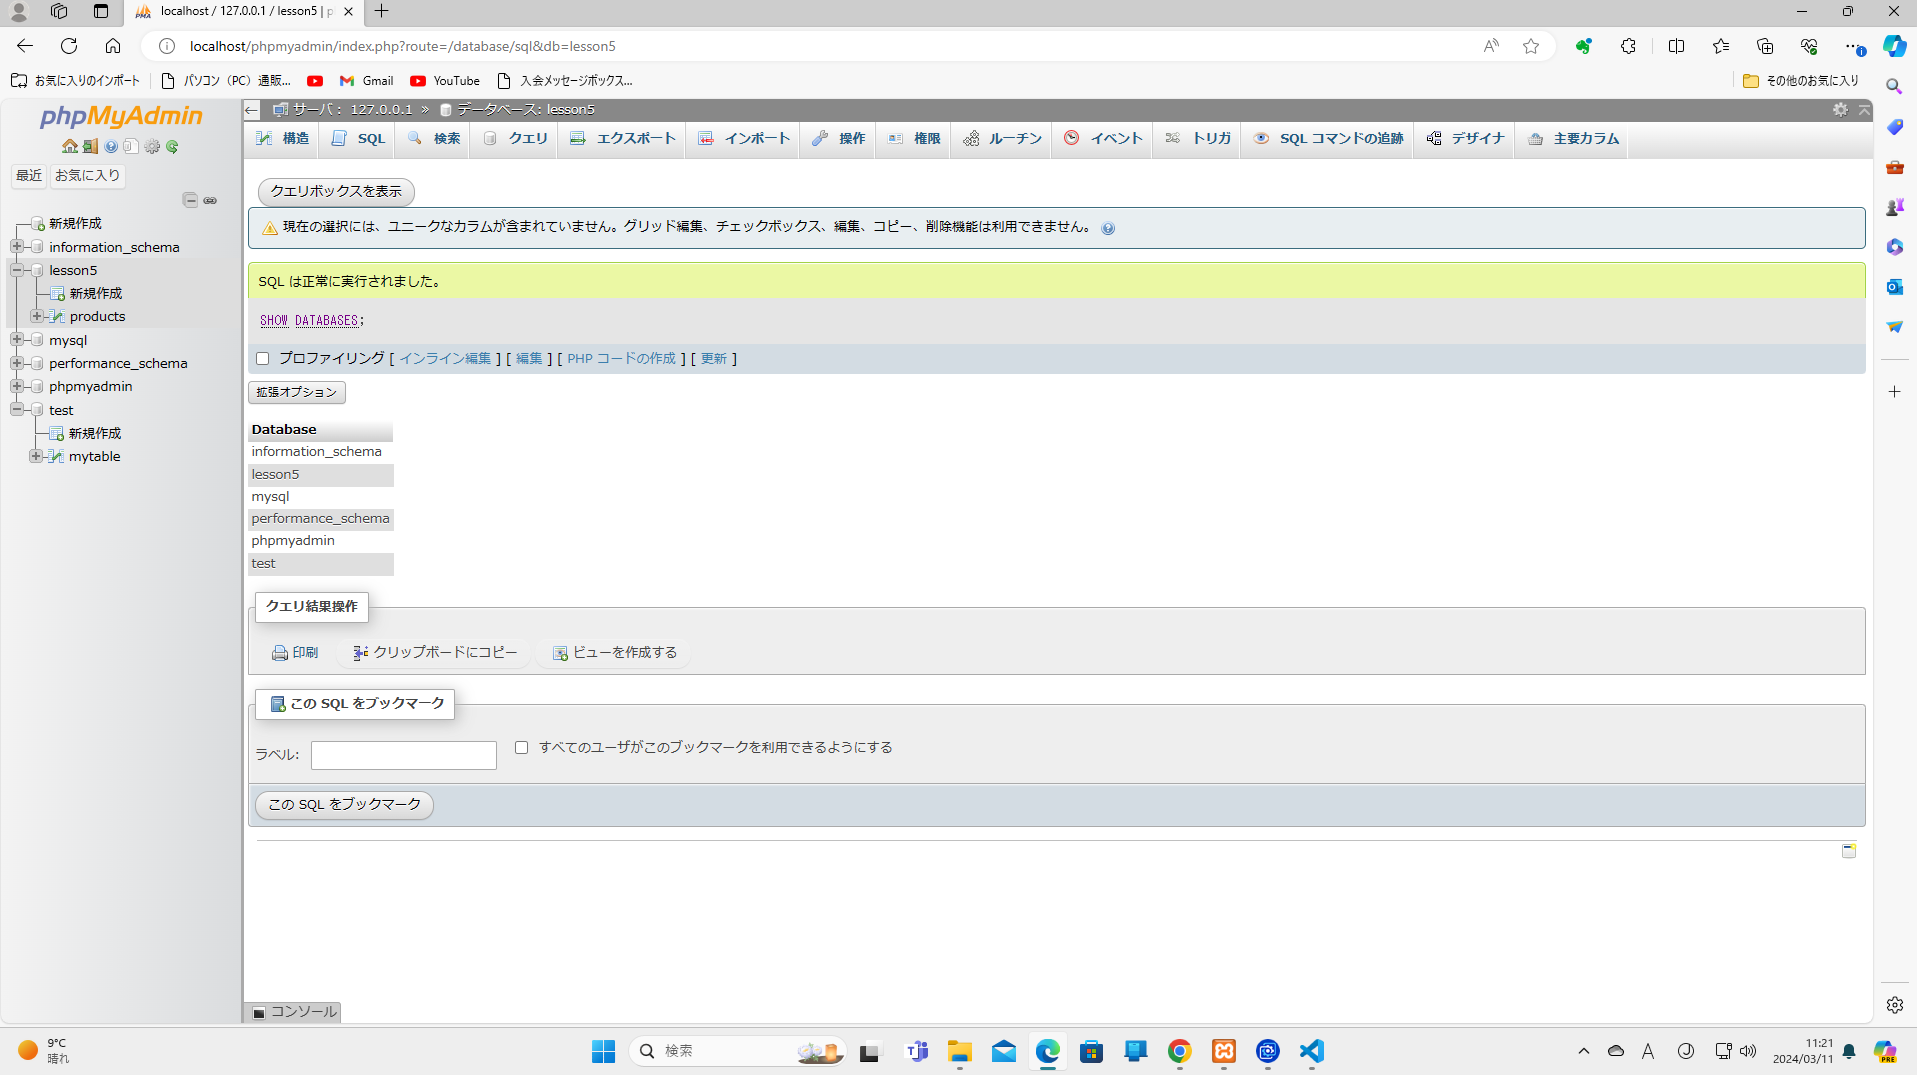 localhost / 127.0.0.1 / lesson5 | p
localhost/phpmyadmin/index.php?route=/database/sql&db=lesson5
お気に入りのインポート
パソコン（PC）通販...
Gmail
YouTube
入会メッセージボックス...
その他のお気に入り
phpMyAdmin
最近
お気に入り
新規作成
information_schema
lesson5
新規作成
products
mysql
performance_schema
phpmyadmin
test
新規作成
mytable
サーバ： 127.0.0.1 » データベース: lesson5
構造
SQL
検索
クエリ
エクスポート
インポート
操作
権限
ルーチン
イベント
トリガ
SQL コマンドの追跡
デザイナ
主要カラム
クエリボックスを表示
現在の選択には、ユニークなカラムが含まれていません。グリッド編集、チェックボックス、編集、コピー、削除機能は利用できません。
SQL は正常に実行されました。
SHOW DATABASES;
プロファイリング [ インライン編集 ] [ 編集 ] [ PHP コードの作成 ] [ 更新 ]
拡張オプション
Database
information_schema
lesson5
mysql
performance_schema
phpmyadmin
test
クエリ結果操作
印刷
クリップボードにコピー
ビューを作成する
この SQL をブックマーク
ラベル:
すべてのユーザがこのブックマークを利用できるようにする
この SQL をブックマーク
コンソール
9°C
晴れ
検索
A
11:21
2024/03/11
PRE